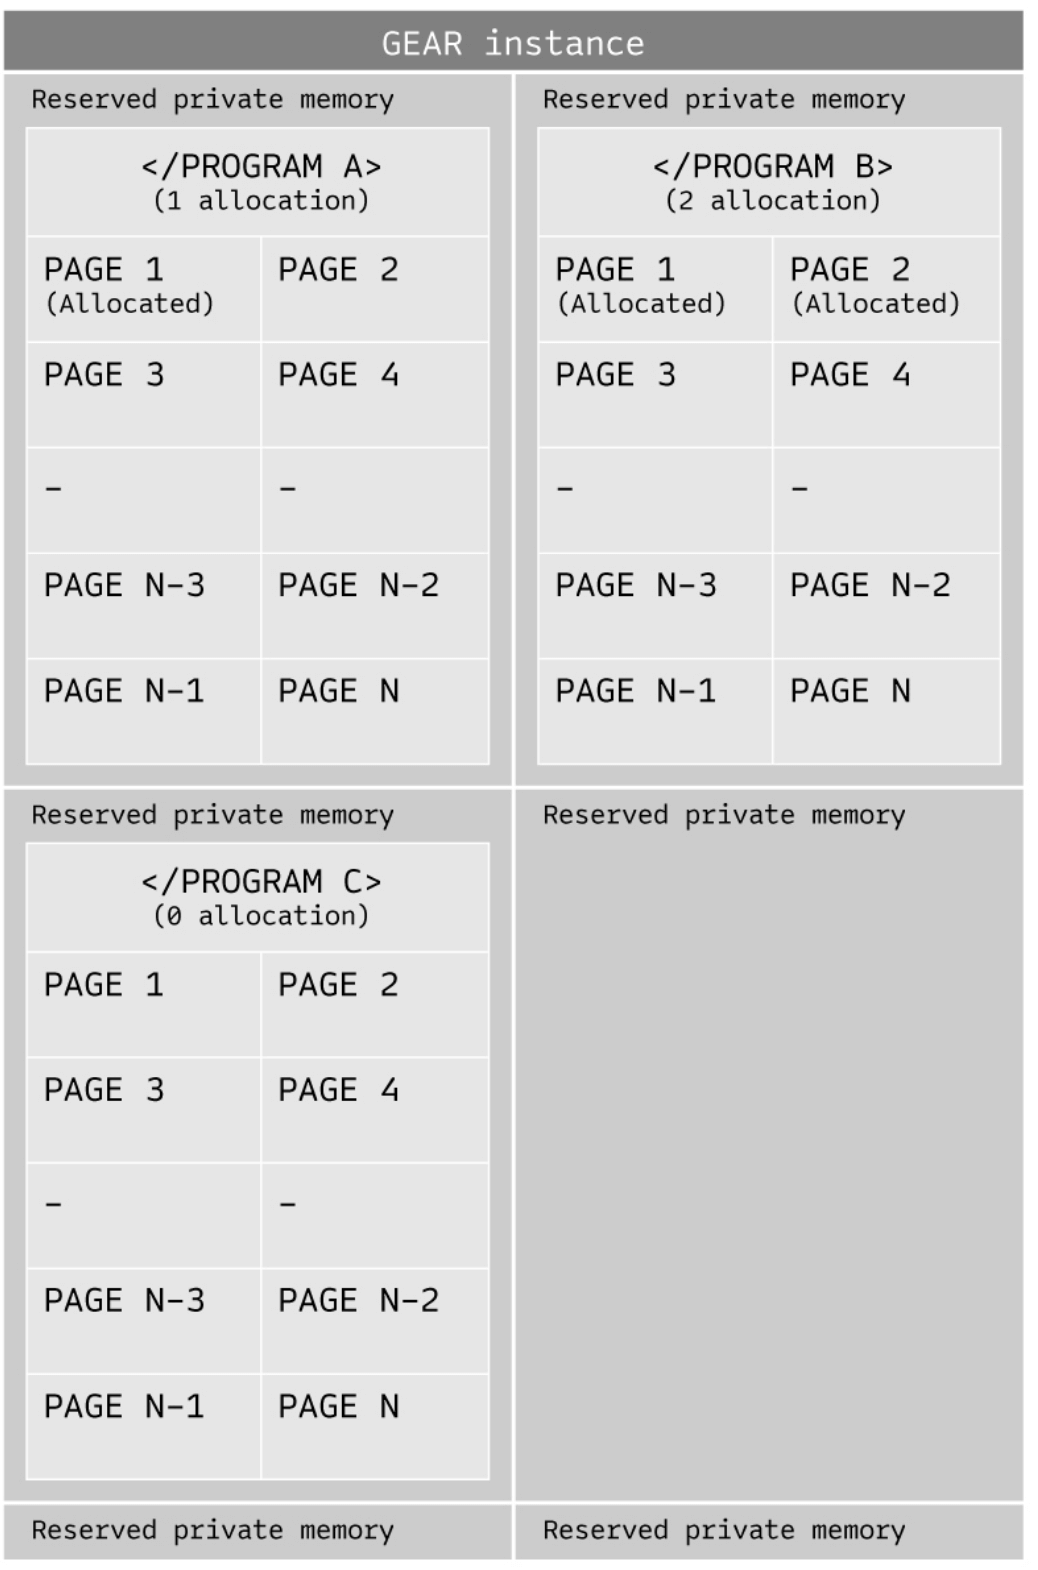 GEAR instance
Reserved private memory
</PROGRAM A>
(1 allocation)
PAGE 1
(Allocated)
PAGE 2
PAGE 3
PAGE 4
–
–
PAGE N–3
PAGE N–2
PAGE N–1
PAGE N
Reserved private memory
</PROGRAM B>
(2 allocation)
PAGE 1
(Allocated)
PAGE 2
(Allocated)
PAGE 3
PAGE 4
–
–
PAGE N–3
PAGE N–2
PAGE N–1
PAGE N
Reserved private memory
</PROGRAM C>
(0 allocation)
PAGE 1
PAGE 2
PAGE 3
PAGE 4
–
–
PAGE N–3
PAGE N–2
PAGE N–1
PAGE N
Reserved private memory
Reserved private memory
Reserved private memory